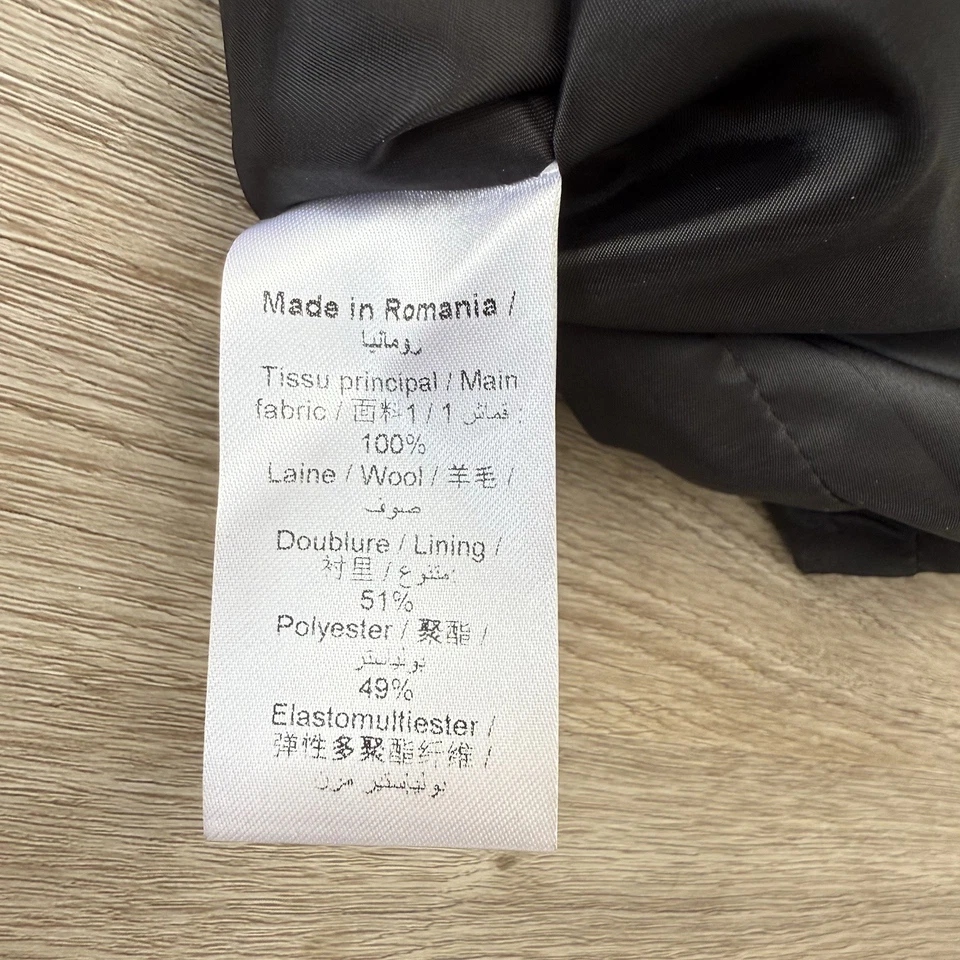 Made in Romania /
رومانيا
Tissu principal / Main
fabric / 面料1 / 1 قماش :
100%
Laine / Wool / 羊毛 /
صوف
Doublure / Lining /
衬里 / متنوع:
51%
Polyester / 聚酯 /
بوليستر
49%
Elastomultiester /
弹性多聚酯纤维 /